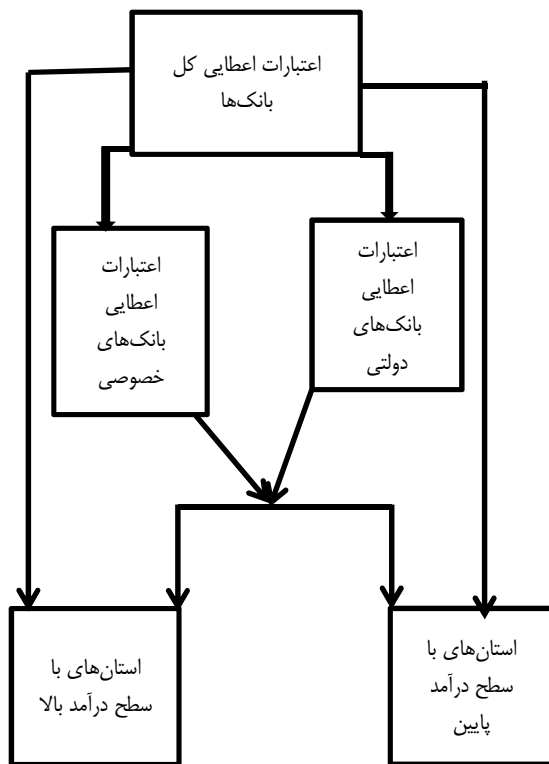 اعتبارات اعطایی کل
بانک‌ها
اعتبارات
اعطایی
بانک‌های
دولتی
اعتبارات
اعطایی
بانک‌های
خصوصی
استان‌های با
سطح درآمد
پایین
استان‌های با
سطح درآمد بالا